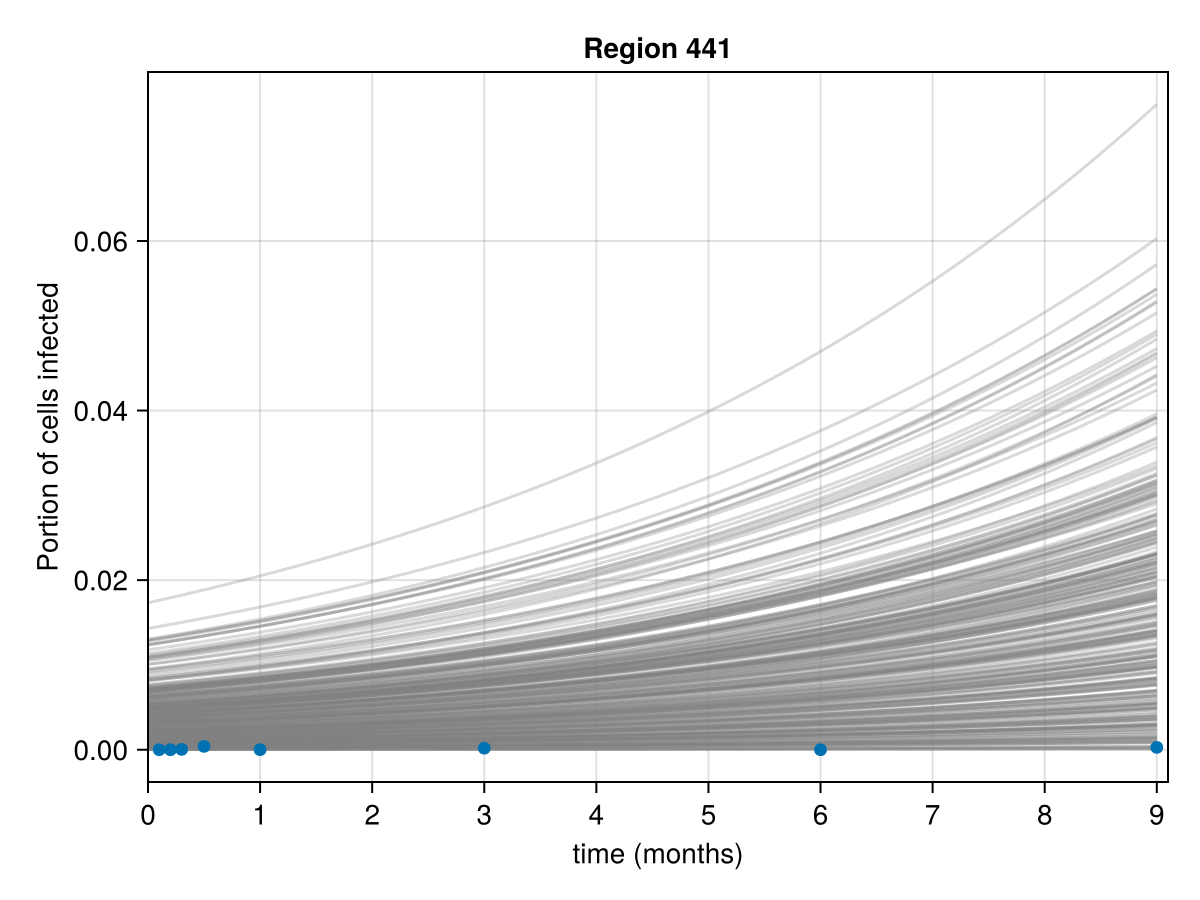 Region 441
Portion of cells infected
0.06
0.04
0.02
0.00
0 1 2 3 4 5 6 7 8 9
time (months)